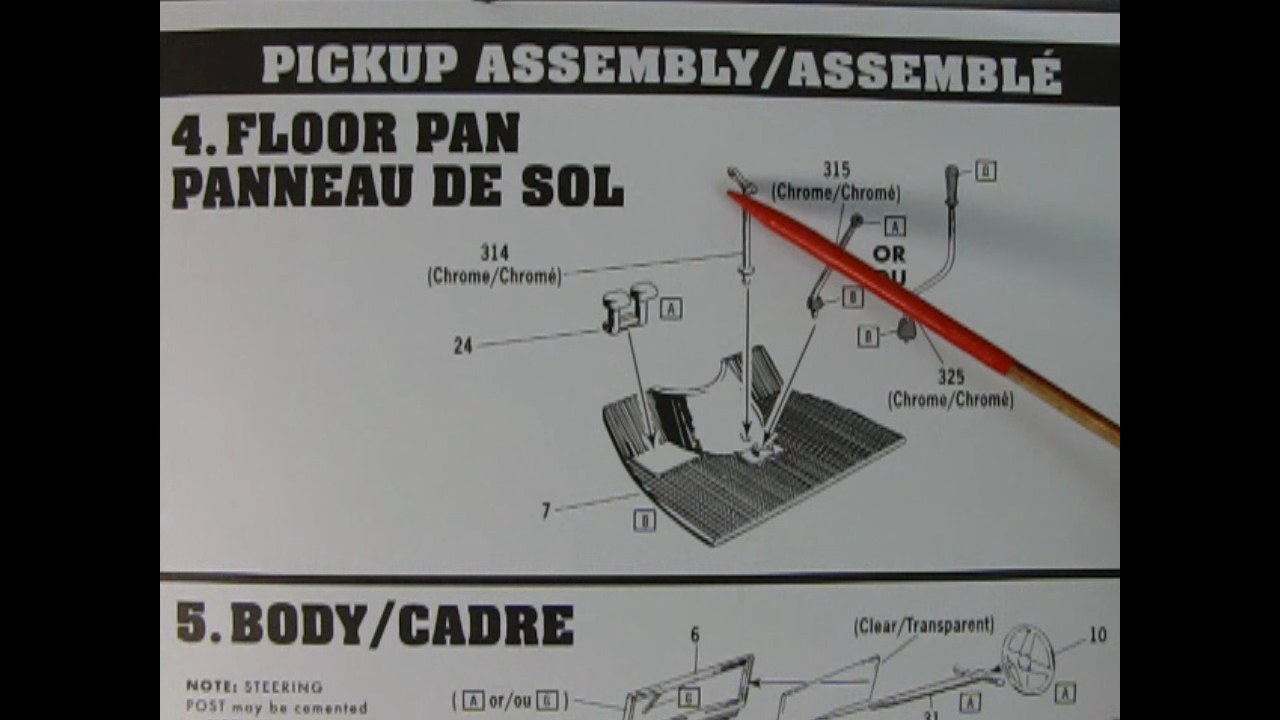 PICKUP ASSEMBLY/ASSEMBLÉ
4. FLOOR PAN
PANNEAU DE SOL
315
(Chrome/Chromé)
D
A
OR
314
(Chrome/Chromé)
A
24
D
D
325
(Chrome/Chromé)
7
D
5. BODY/CADRE
6
(Clear/Transparent)
10
NOTE: STEERING
POST may be cemented
( A or/ou G )
G
A
A
31